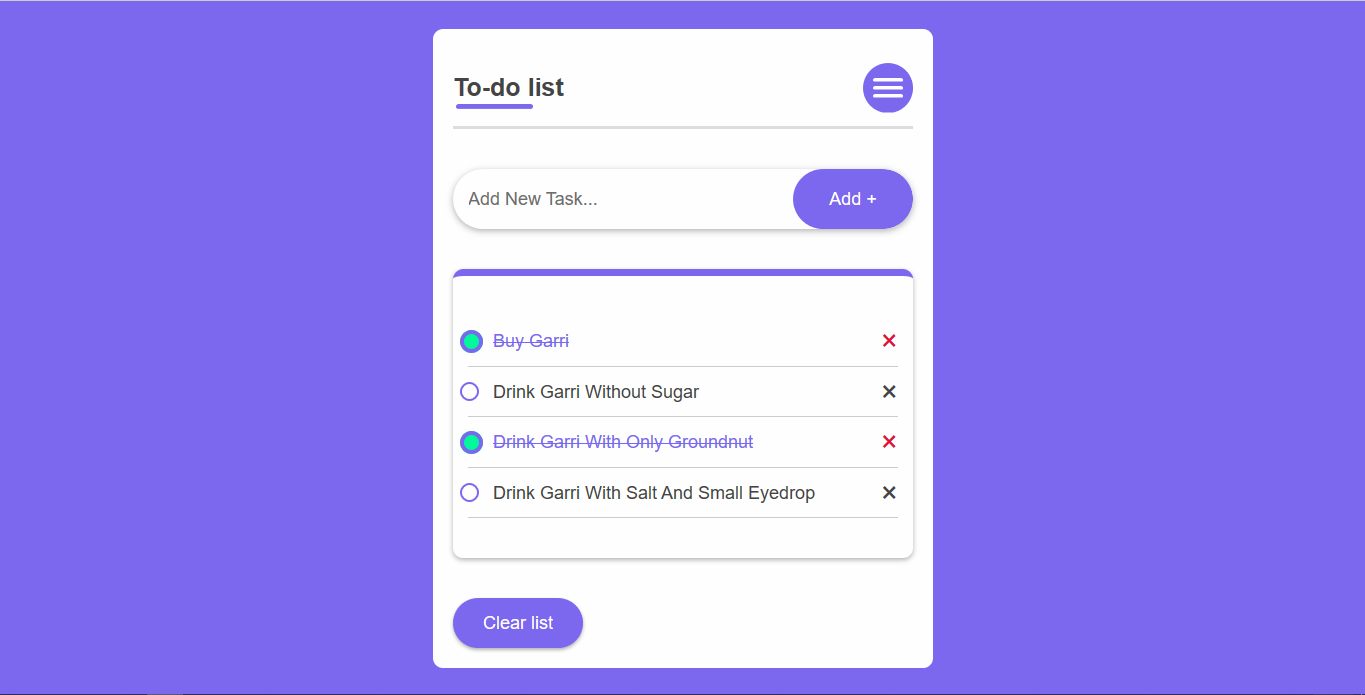 To-do list
Add New Task...
Add +
Buy Garri
Drink Garri Without Sugar
Drink Garri With Only Groundnut
Drink Garri With Salt And Small Eyedrop
Clear list